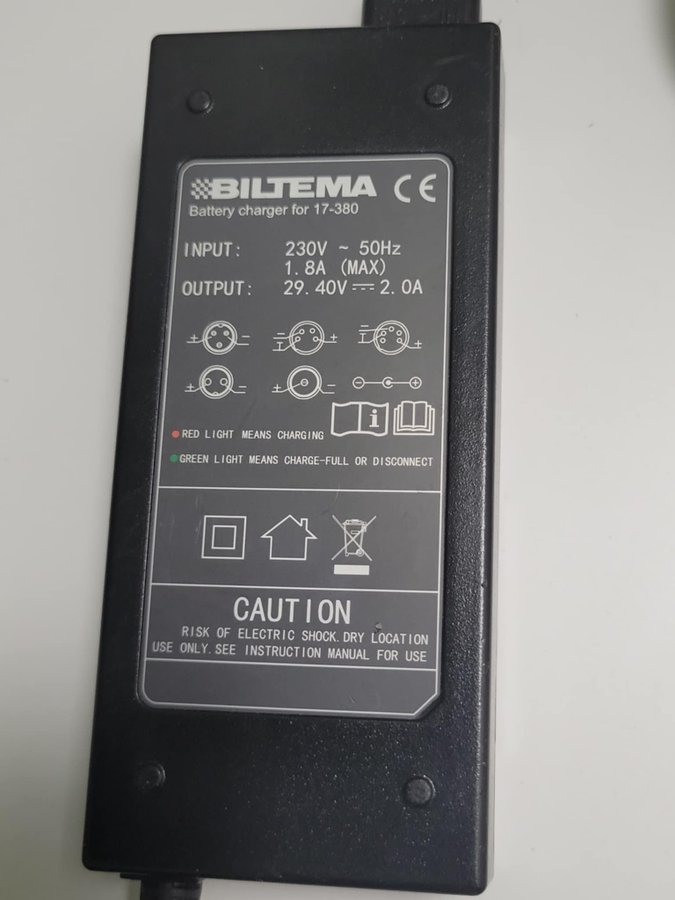 BILTEMA CE
Battery charger for 17-380
INPUT: 230V ~ 50Hz
1.8A (MAX)
OUTPUT: 29.40V⎓2.0A
+ -
- +
- +
+ -
+ -
- +
i
RED LIGHT MEANS CHARGING
GREEN LIGHT MEANS CHARGE-FULL OR DISCONNECT
CAUTION
RISK OF ELECTRIC SHOCK.DRY LOCATION
USE ONLY.SEE INSTRUCTION MANUAL FOR USE